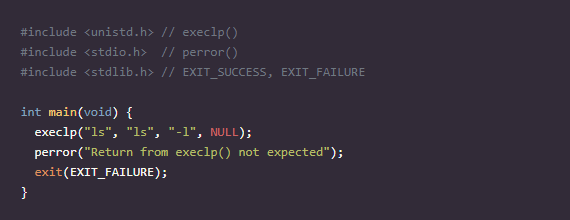 #include <unistd.h> // execlp()
#include <stdio.h>  // perror()
#include <stdlib.h> // EXIT_SUCCESS, EXIT_FAILURE

int main(void) {
  execlp("ls", "ls", "-l", NULL);
  perror("Return from execlp() not expected");
  exit(EXIT_FAILURE);
}